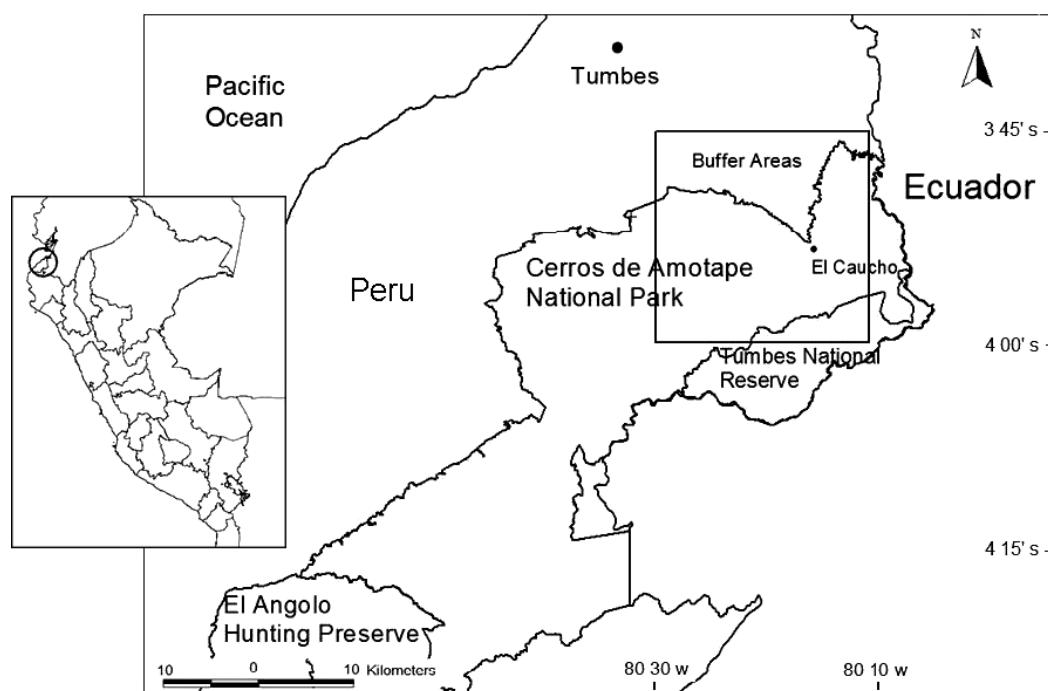 N
Pacific
Ocean
Tumbes
3 45' s
Buffer Areas
Ecuador
Cerros de Amotape
National Park
El Caucho
Peru
4 00' s
Tumbes National
Reserve
4 15' s
El Angolo
Hunting Preserve
10 0 10 Kilometers
80 30 w
80 10 w